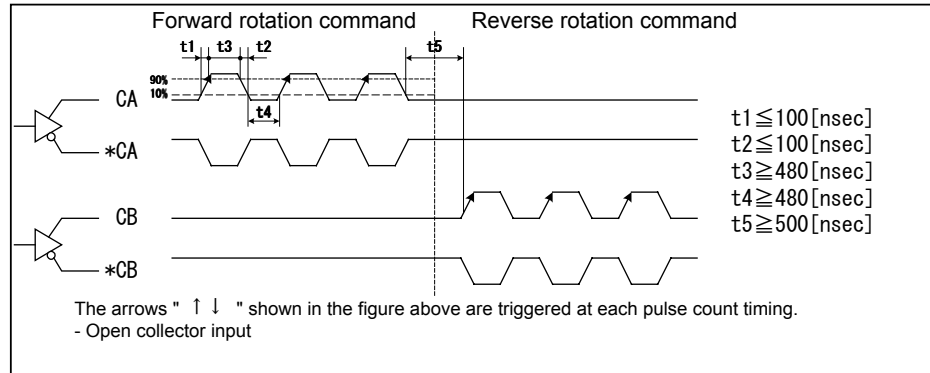 Forward rotation command
Reverse rotation command
t1 t3 t2 t5
90%
10%
CA
t4
*CA
CB
*CB
t1≦100[nsec]
t2≦100[nsec]
t3≧480[nsec]
t4≧480[nsec]
t5≧500[nsec]
The arrows " ↑↓ " shown in the figure above are triggered at each pulse count timing.
- Open collector input